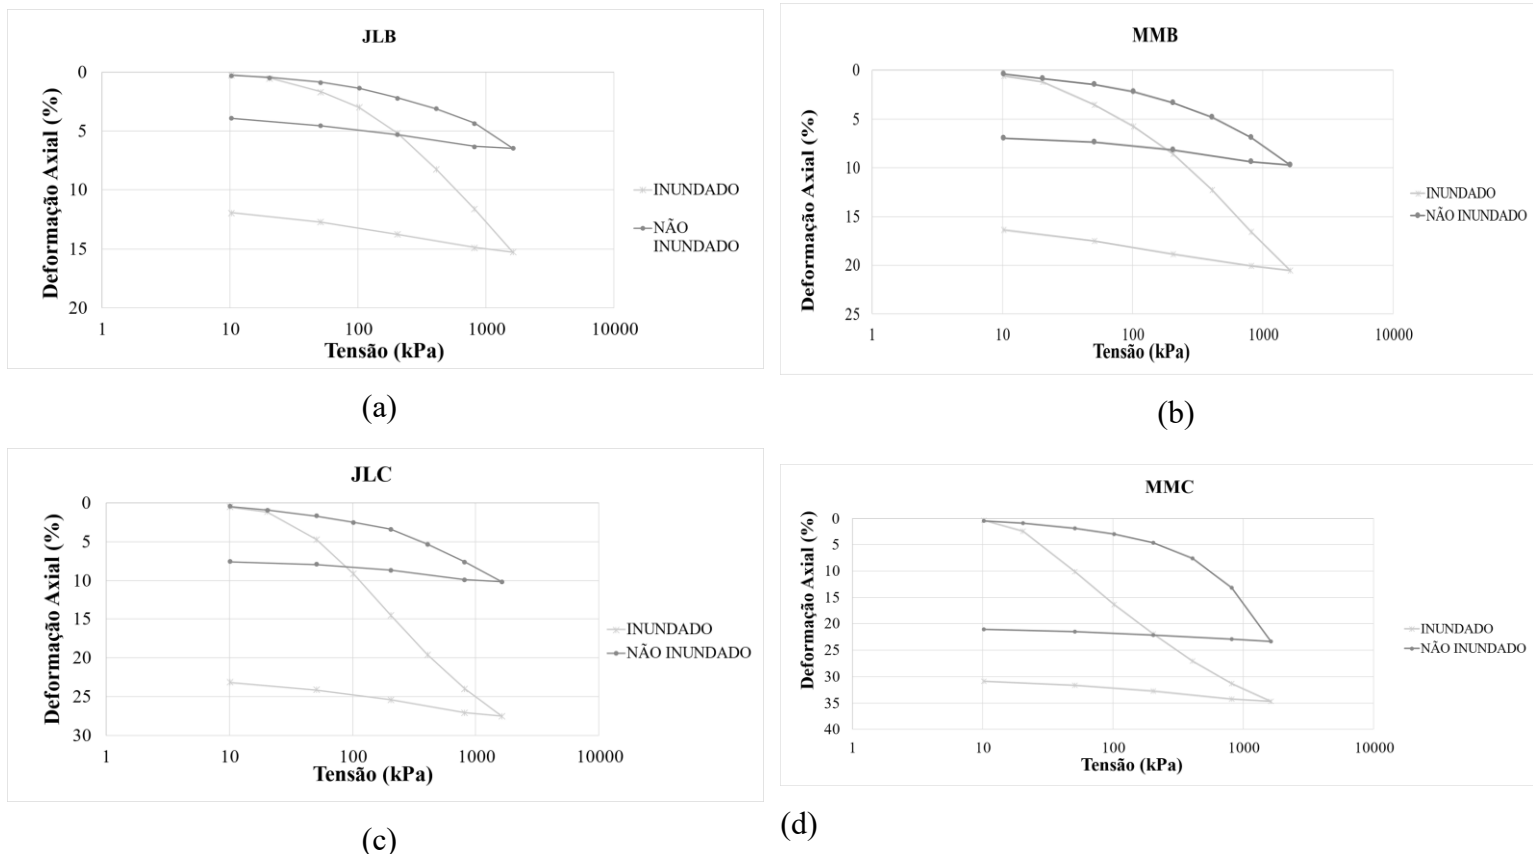 JLB
Deformação Axial (%)
0
5
10
15
20
1 10 100 1000 10000
Tensão (kPa)
INUNDADO
NÃO
INUNDADO
(a)
MMB
Deformação Axial (%)
0
5
10
15
20
25
1 10 100 1000 10000
Tensão (kPa)
INUNDADO
NÃO INUNDADO
(b)
JLC
Deformação Axial (%)
0
5
10
15
20
25
30
1 10 100 1000 10000
Tensão (kPa)
INUNDADO
NÃO INUNDADO
(c)
MMC
Deformação Axial (%)
0
5
10
15
20
25
30
35
40
1 10 100 1000 10000
Tensão (kPa)
INUNDADO
NÃO INUNDADO
(d)